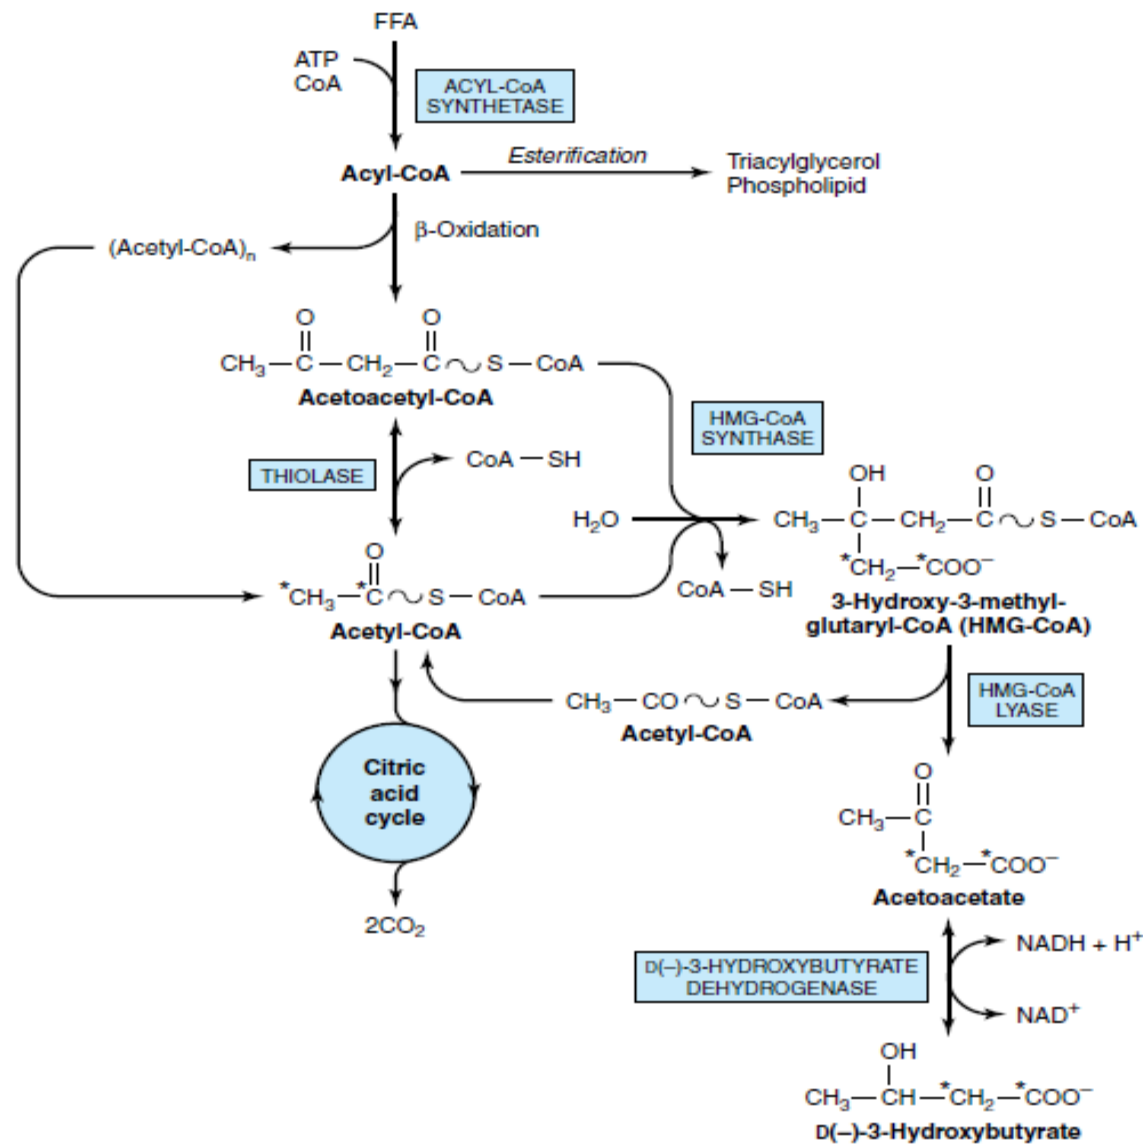 FFA
ATP
CoA
ACYL-CoA
SYNTHETASE
Acyl-CoA
Esterification
Triacylglycerol
Phospholipid
β-Oxidation
(Acetyl-CoA)n
O O
CH3—C—CH2—C~S—CoA
Acetoacetyl-CoA
HMG-CoA
SYNTHASE
THIOLASE
CoA—SH
OH O
H2O
CH3—C—CH2—C~S—CoA
*CH2—*COO−
CoA—SH
3-Hydroxy-3-methyl-
glutaryl-CoA (HMG-CoA)
O
*CH3—*C~S—CoA
Acetyl-CoA
HMG-CoA
LYASE
CH3—CO~S—CoA
Acetyl-CoA
Citric
acid
cycle
2CO2
O
CH3—C
*CH2—*COO−
Acetoacetate
NADH + H+
D(−)-3-HYDROXYBUTYRATE
DEHYDROGENASE
NAD+
OH
CH3—CH—*CH2—*COO−
D(−)-3-Hydroxybutyrate